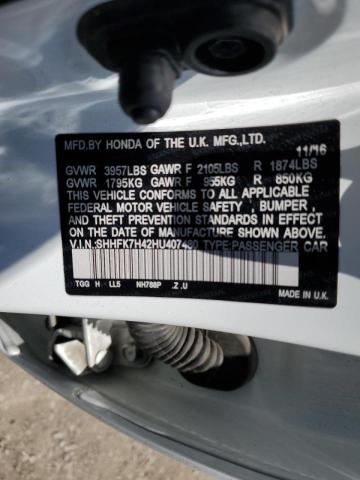 MFD.BY HONDA OF THE U.K. MFG.,LTD.
11/16
GVWR 3957LBS GAWR F 2105LBS R 1874LBS
GVWR 1795KG GAWR F 955KG R 850KG
THIS VEHICLE CONFORMS TO ALL APPLICABLE
FEDERAL MOTOR VEHICLE SAFETY , BUMPER ,
AND THEFT PREVENTION STANDARDS IN EFFECT
ON THE DATE OF MANUFACTURE SHOWN ABOVE.
V.I.N.:SHHFK7H42HU407480 TYPE:PASSENGER CAR
TGG H LL5 NH788P .Z .U
MADE IN U.K.